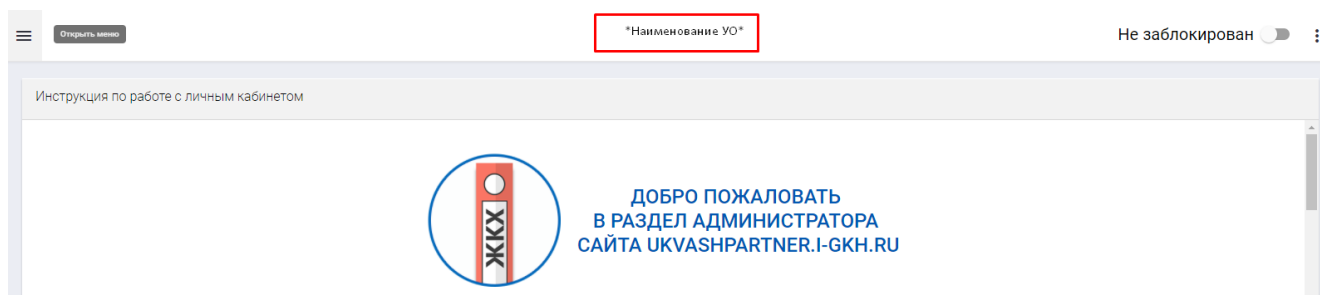 Открыть меню
*Наименование УО*
Не заблокирован
Инструкция по работе с личным кабинетом
ЖКХ
ДОБРО ПОЖАЛОВАТЬ
В РАЗДЕЛ АДМИНИСТРАТОРА
САЙТА UKVASHPARTNER.I-GKH.RU